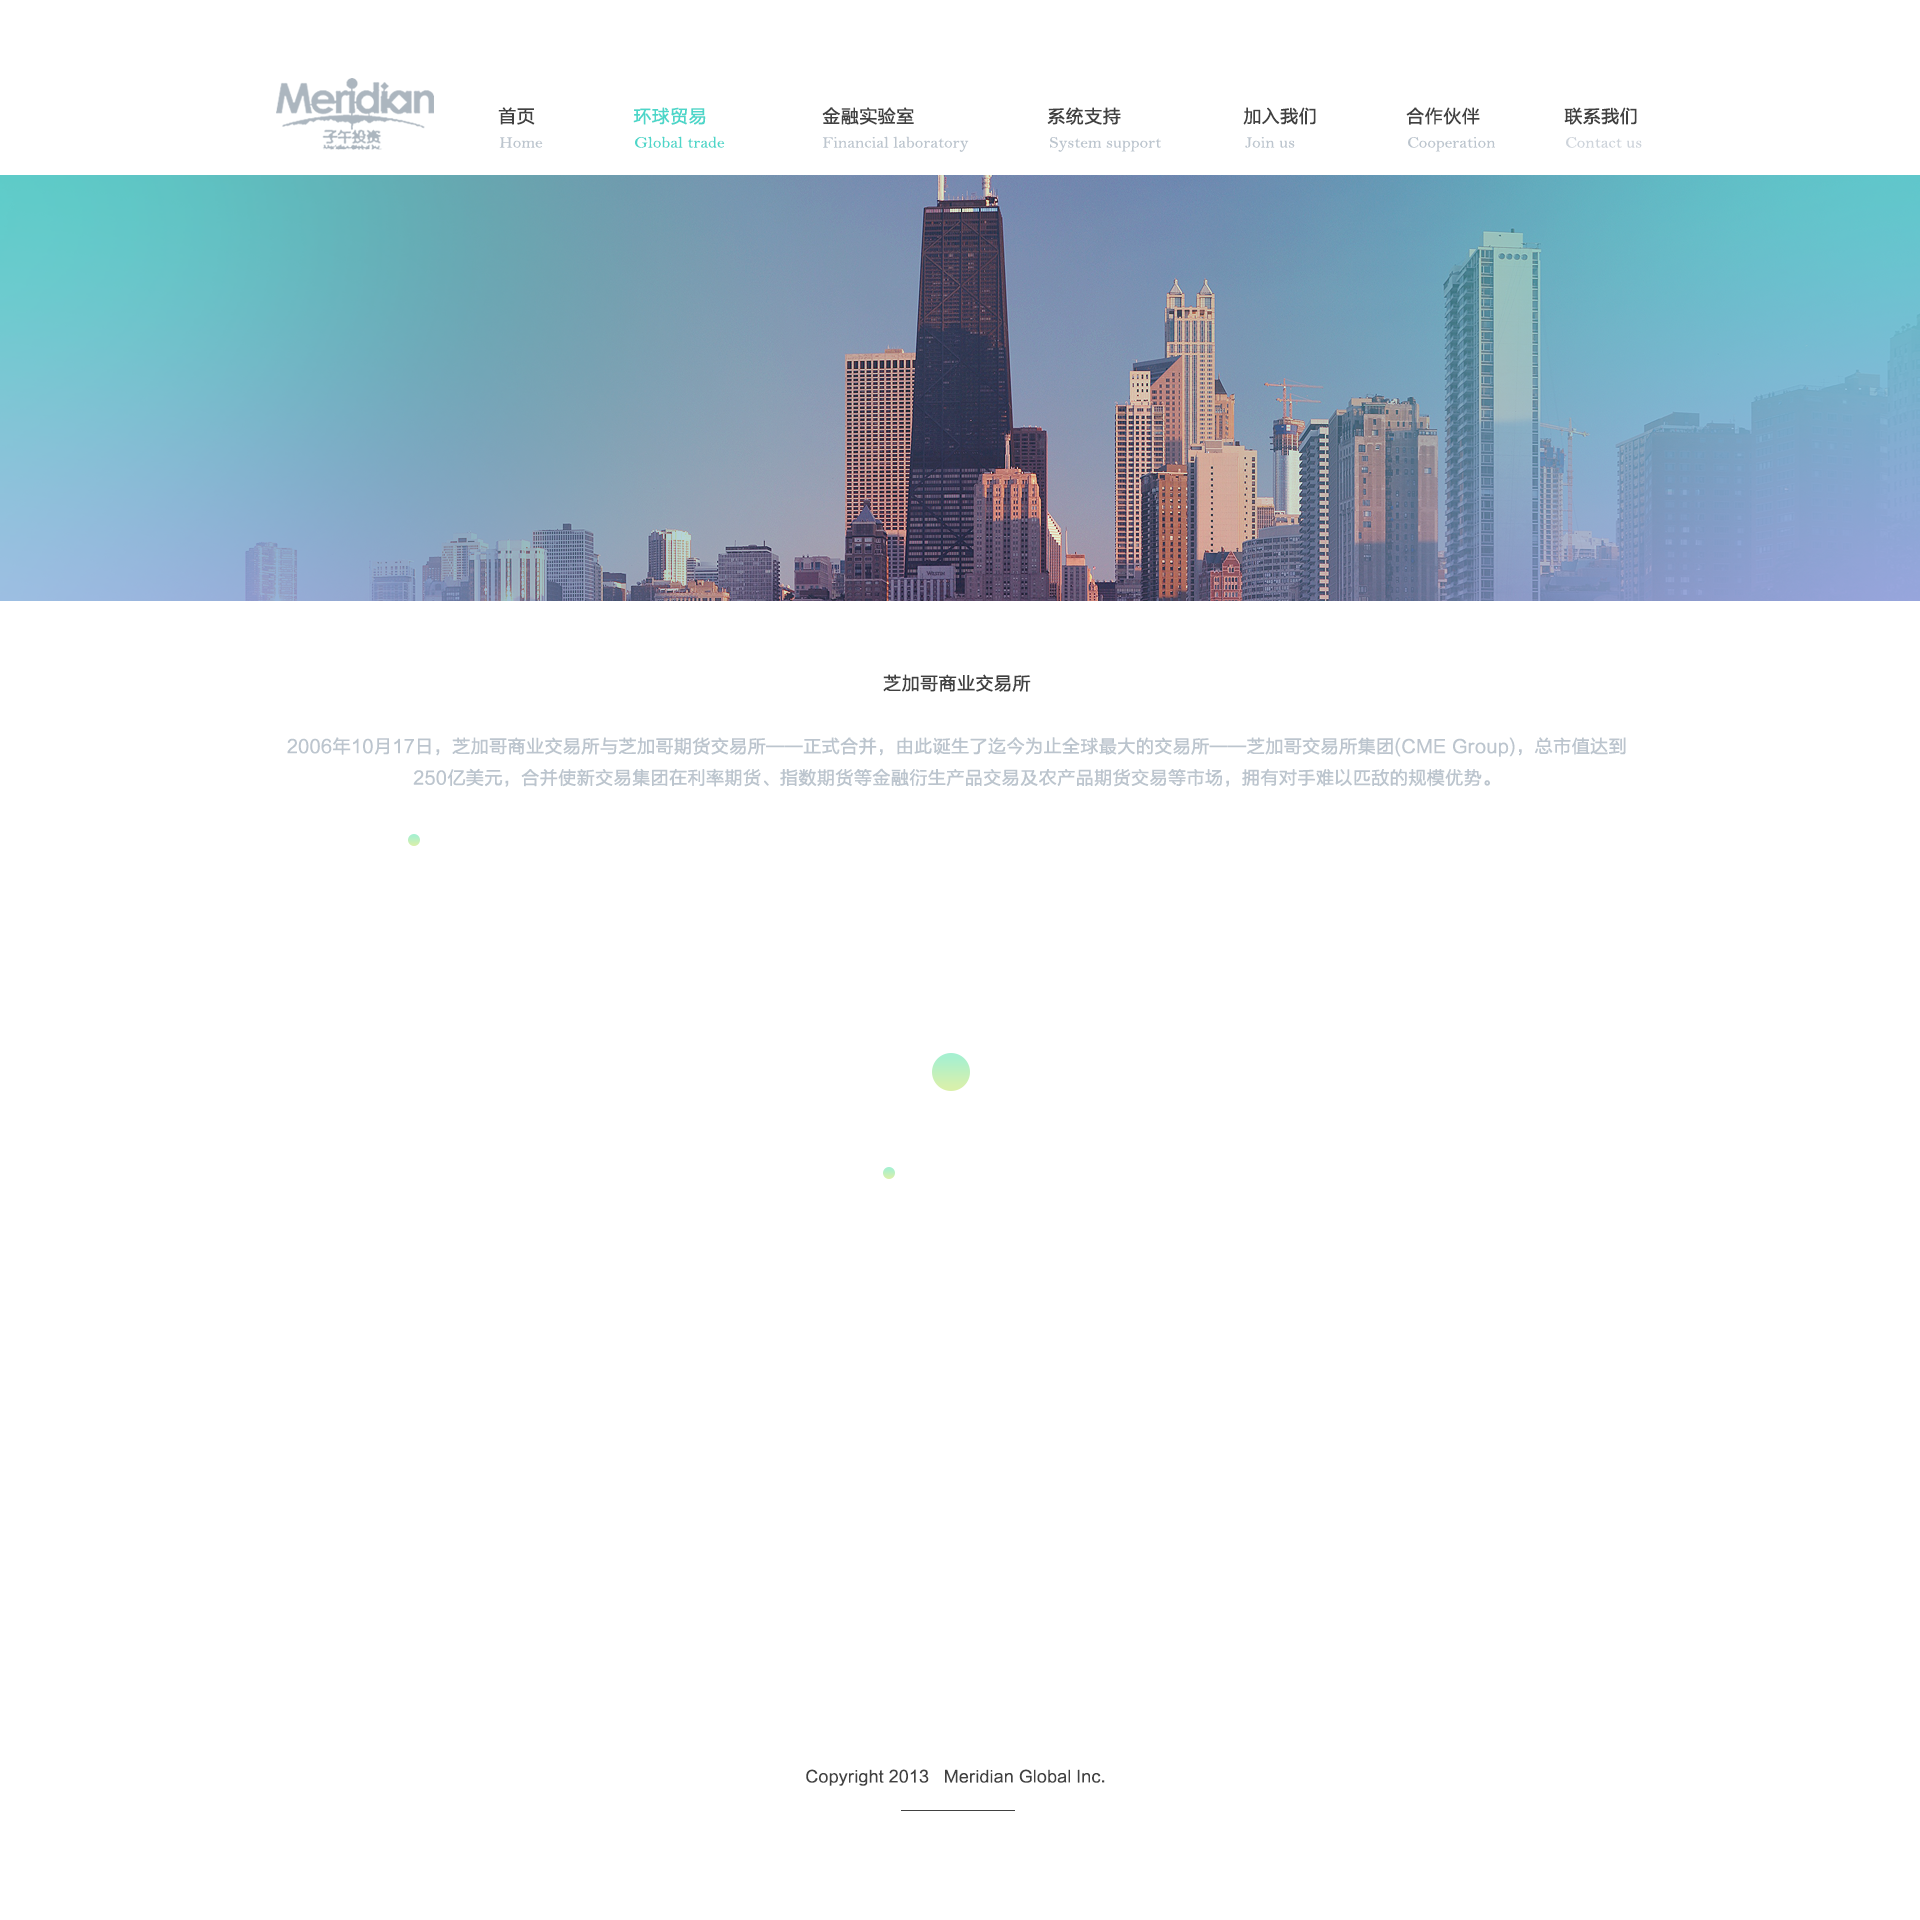 Meridian
子午投资
首页
Home
环球贸易
Global trade
金融实验室
Financial laboratory
系统支持
System support
加入我们
Join us
合作伙伴
Cooperation
联系我们
Contact us
芝加哥商业交易所
2006年10月17日，芝加哥商业交易所与芝加哥期货交易所——正式合并，由此诞生了迄今为止全球最大的交易所——芝加哥交易所集团(CME Group)，总市值达到
250亿美元，合并使新交易集团在利率期货、指数期货等金融衍生产品交易及农产品期货交易等市场，拥有对手难以匹敌的规模优势。
Copyright 2013   Meridian Global Inc.